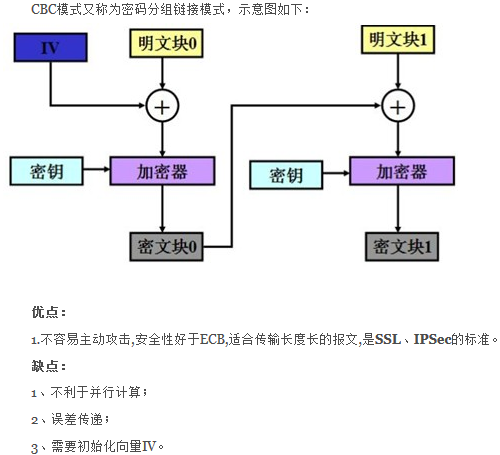 CBC模式又称为密码分组链接模式，示意图如下：
IV
明文块0
明文块1
+
+
密钥
加密器
密钥
加密器
密文块0
密文块1
优点：
1.不容易主动攻击,安全性好于ECB,适合传输长度长的报文,是SSL、IPSec的标准。
缺点：
1、不利于并行计算；
2、误差传递；
3、需要初始化向量IV。